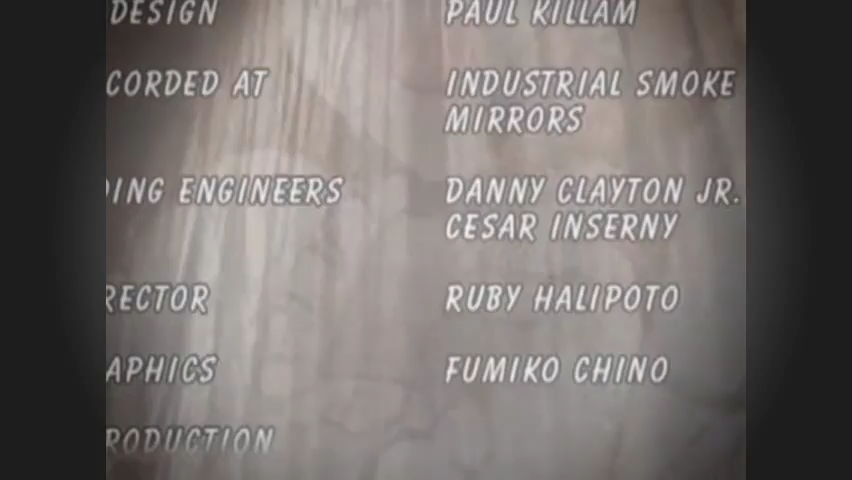 DESIGN PAUL KILLAM
CORDED AT INDUSTRIAL SMOKE
MIRRORS
DING ENGINEERS DANNY CLAYTON JR.
CESAR INSERNY
RECTOR RUBY HALIPOTO
APHICS FUMIKO CHINO
RODUCTION